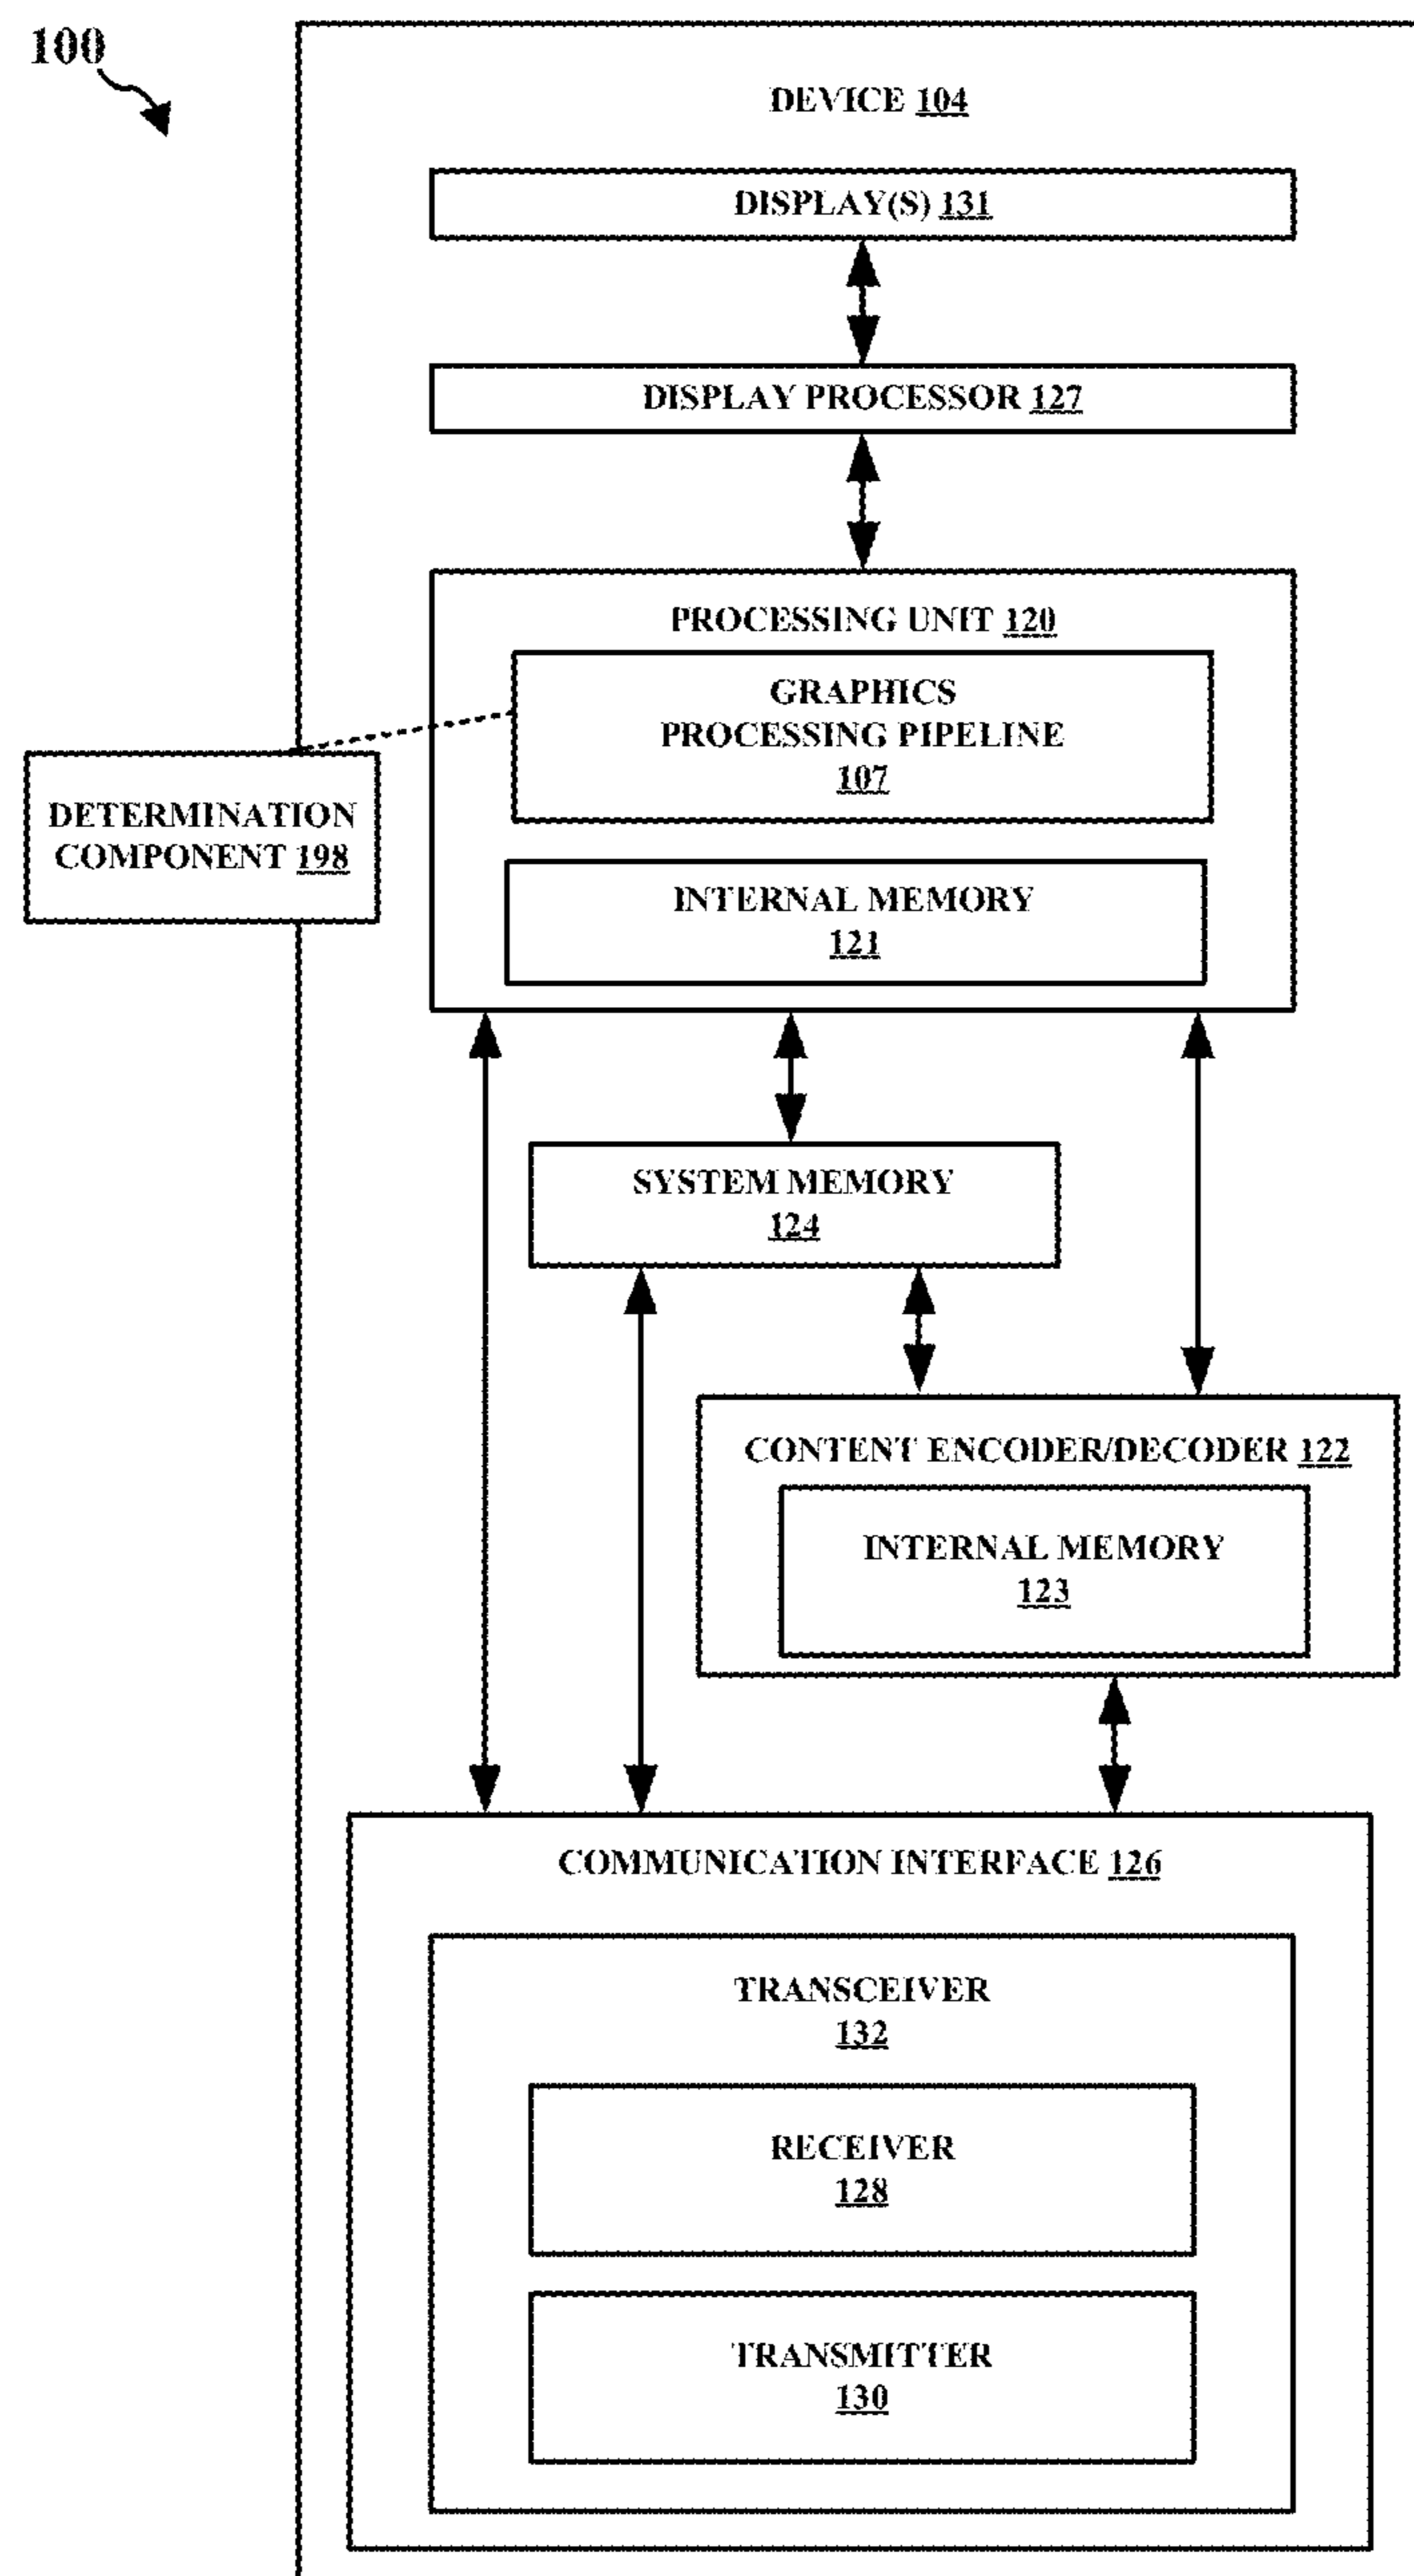 100
DEVICE 104
DISPLAY(S) 131
DISPLAY PROCESSOR 127
PROCESSING UNIT 120
GRAPHICS
PROCESSING PIPELINE
107
DETERMINATION
COMPONENT 198
INTERNAL MEMORY
121
SYSTEM MEMORY
124
CONTENT ENCODER/DECODER 122
INTERNAL MEMORY
123
COMMUNICATION INTERFACE 126
TRANSCEIVER
132
RECEIVER
128
TRANSMITTER
130